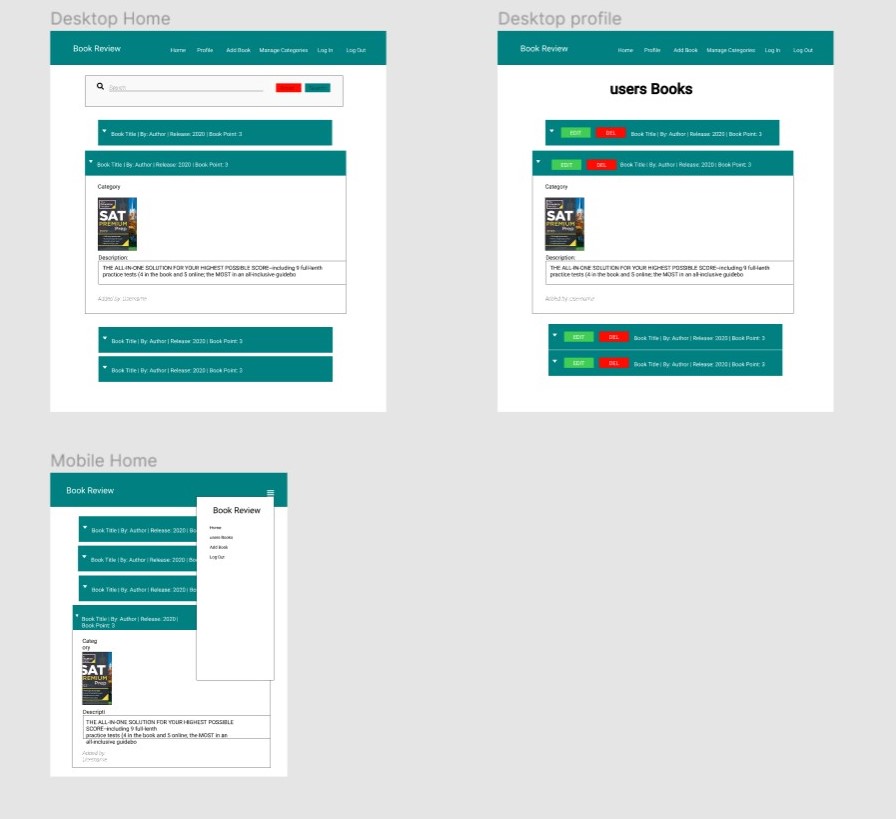 Desktop Home
Book Review
Home Profile Add Book Manage Categories Log In Log Out
Search
Book Title | By: Author | Release: 2020 | Book Point: 3
Book Title | By: Author | Release: 2020 | Book Point: 3
Category
SAT
PREMIUM
Prep
Description:
THE ALL-IN-ONE SOLUTION FOR YOUR HIGHEST POSSIBLE SCORE—including 9 full-lenth
practice tests (4 in the book and 5 online; the MOST in an all-inclusive guidebo
Added by: Username
Book Title | By: Author | Release: 2020 | Book Point: 3
Book Title | By: Author | Release: 2020 | Book Point: 3
Desktop profile
Book Review
Home Profile Add Book Manage Categories Log In Log Out
users Books
EDIT DEL Book Title | By: Author | Release: 2020 | Book Point: 3
EDIT DEL Book Title | By: Author | Release: 2020 | Book Point: 3
Category
SAT
PREMIUM
Prep
Description:
THE ALL-IN-ONE SOLUTION FOR YOUR HIGHEST POSSIBLE SCORE—including 9 full-lenth
practice tests (4 in the book and 5 online; the MOST in an all-inclusive guidebo
Added by: Username
EDIT DEL Book Title | By: Author | Release: 2020 | Book Point: 3
EDIT DEL Book Title | By: Author | Release: 2020 | Book Point: 3
Mobile Home
Book Review
Book Review
Home
users Books
Add Book
Log Out
Book Title | By: Author | Release: 2020 | Bo
Book Title | By: Author | Release: 2020 | Bo
Book Title | By: Author | Release: 2020 | Bo
Book Title | By: Author | Release: 2020 |
Book Point: 3
Categ
ory
SAT
PREMIUM
Prep
Descripti
THE ALL-IN-ONE SOLUTION FOR YOUR HIGHEST POSSIBLE
SCORE—including 9 full-lenth
practice tests (4 in the book and 5 online; the MOST in an
all-inclusive guidebo
Added by
Username